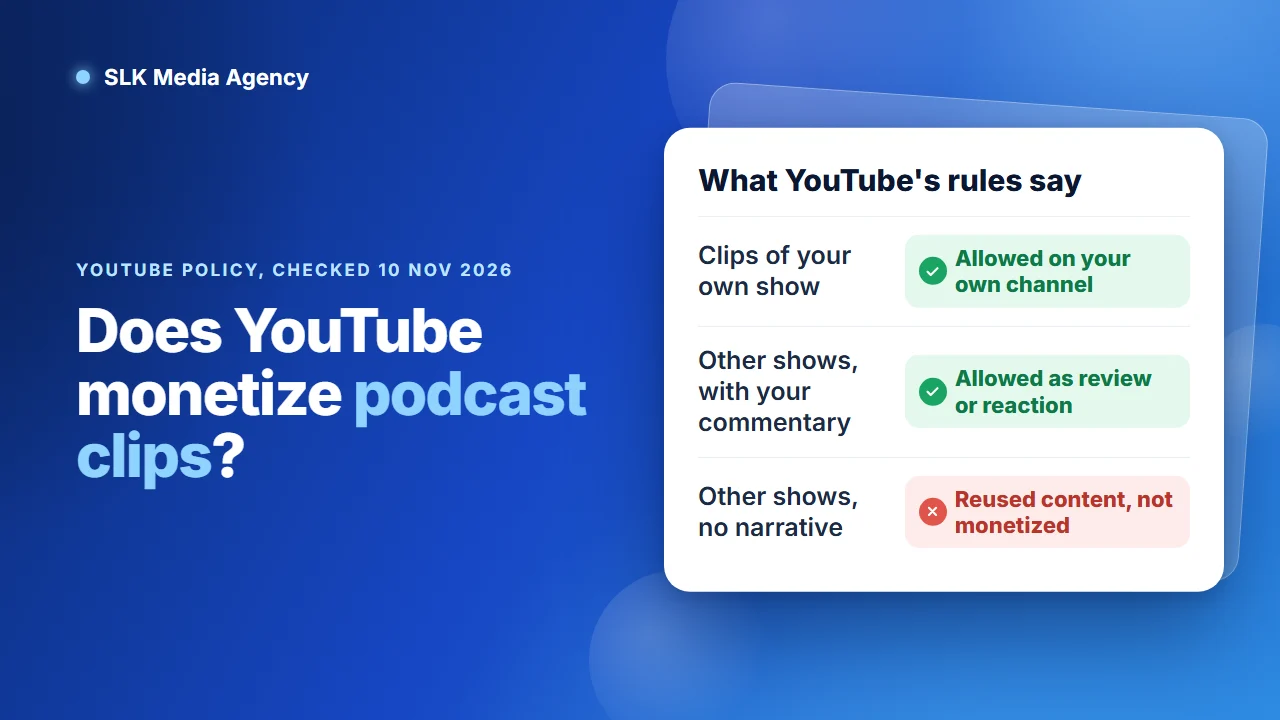 SLK Media Agency
YOUTUBE POLICY, CHECKED 10 NOV 2026
Does YouTube
monetize podcast
clips?
What YouTube's rules say
Clips of your
own show
Allowed on your
own channel
Other shows,
with your
commentary
Allowed as review
or reaction
Other shows,
no narrative
Reused content, not
monetized